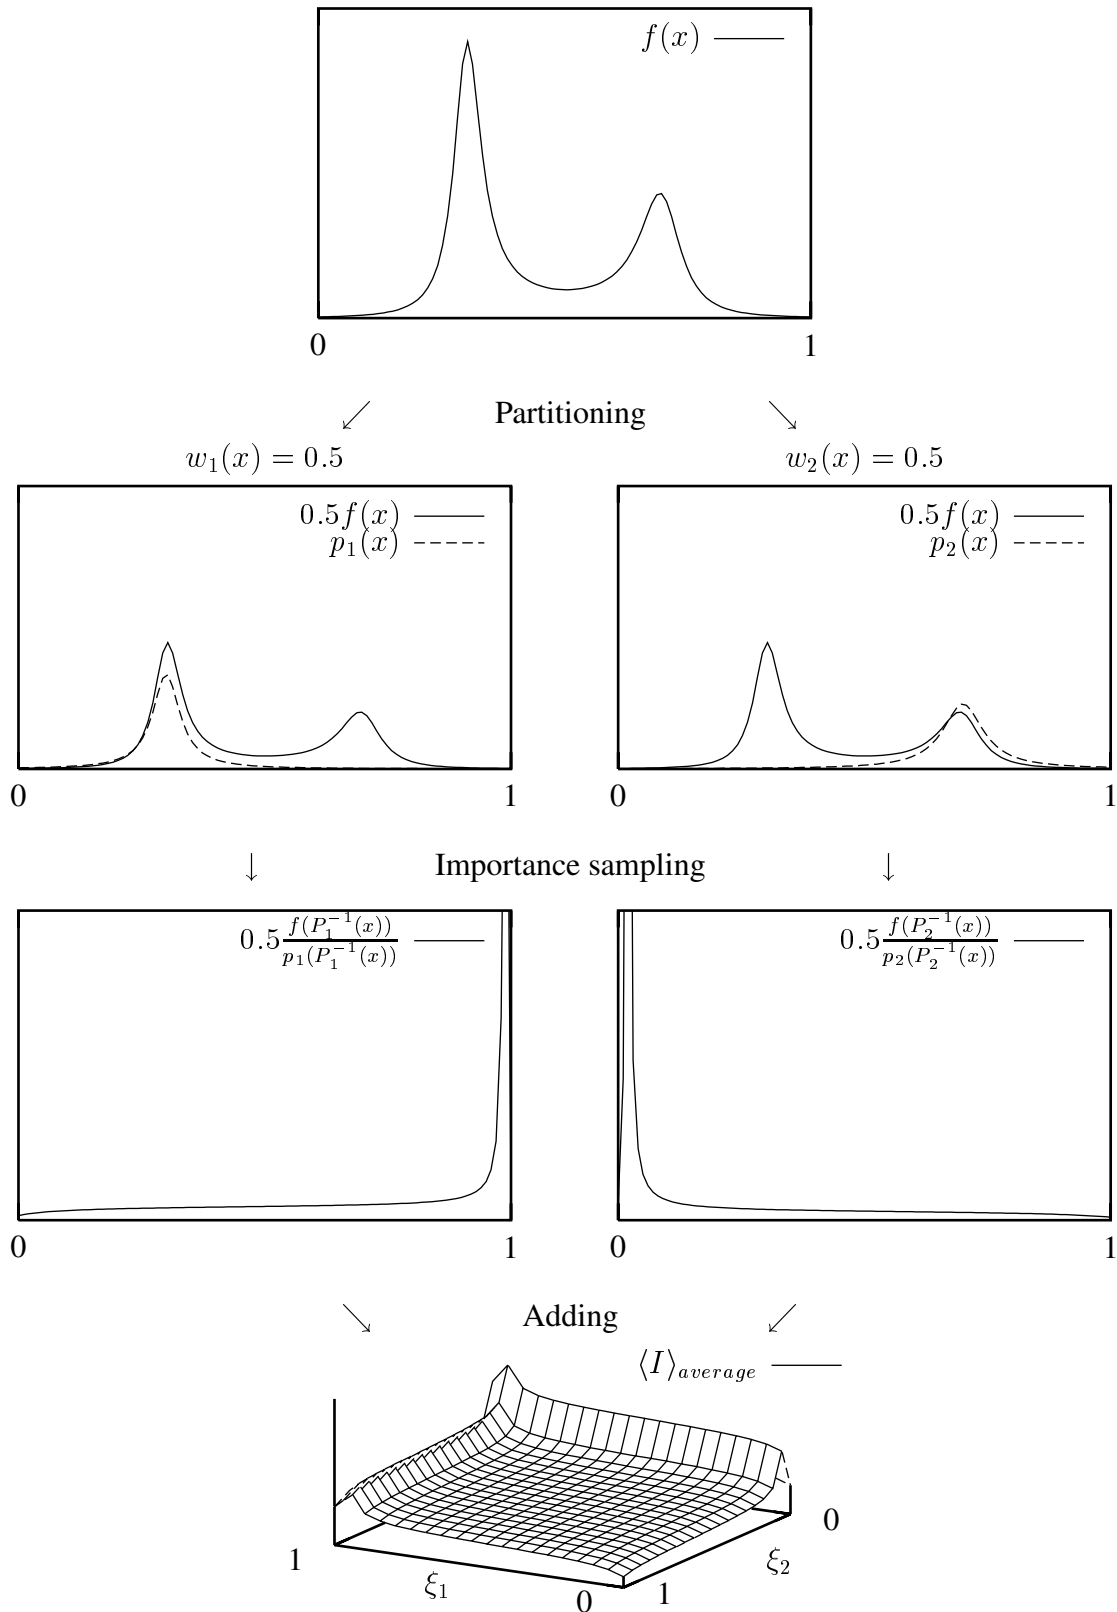 f(x)
0 1
Partitioning
w₁(x) = 0.5 w₂(x) = 0.5
0.5f(x) 0.5f(x)
p₁(x) p₂(x)
0 1 0 1
Importance sampling
0.5 f(P₁⁻¹(x)) / p₁(P₁⁻¹(x)) 0.5 f(P₂⁻¹(x)) / p₂(P₂⁻¹(x))
0 1 0 1
Adding
⟨I⟩average
0
1 ξ₁ ξ₂
0 1